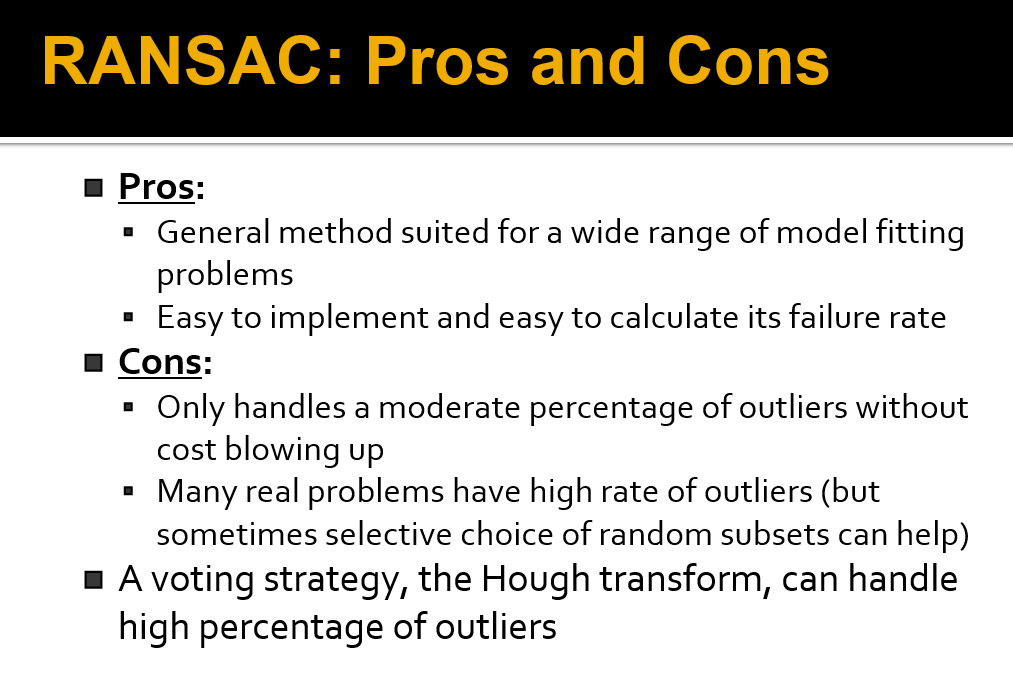 RANSAC: Pros and Cons
Pros:
General method suited for a wide range of model fitting
problems
Easy to implement and easy to calculate its failure rate
Cons:
Only handles a moderate percentage of outliers without
cost blowing up
Many real problems have high rate of outliers (but
sometimes selective choice of random subsets can help)
A voting strategy, the Hough transform, can handle
high percentage of outliers